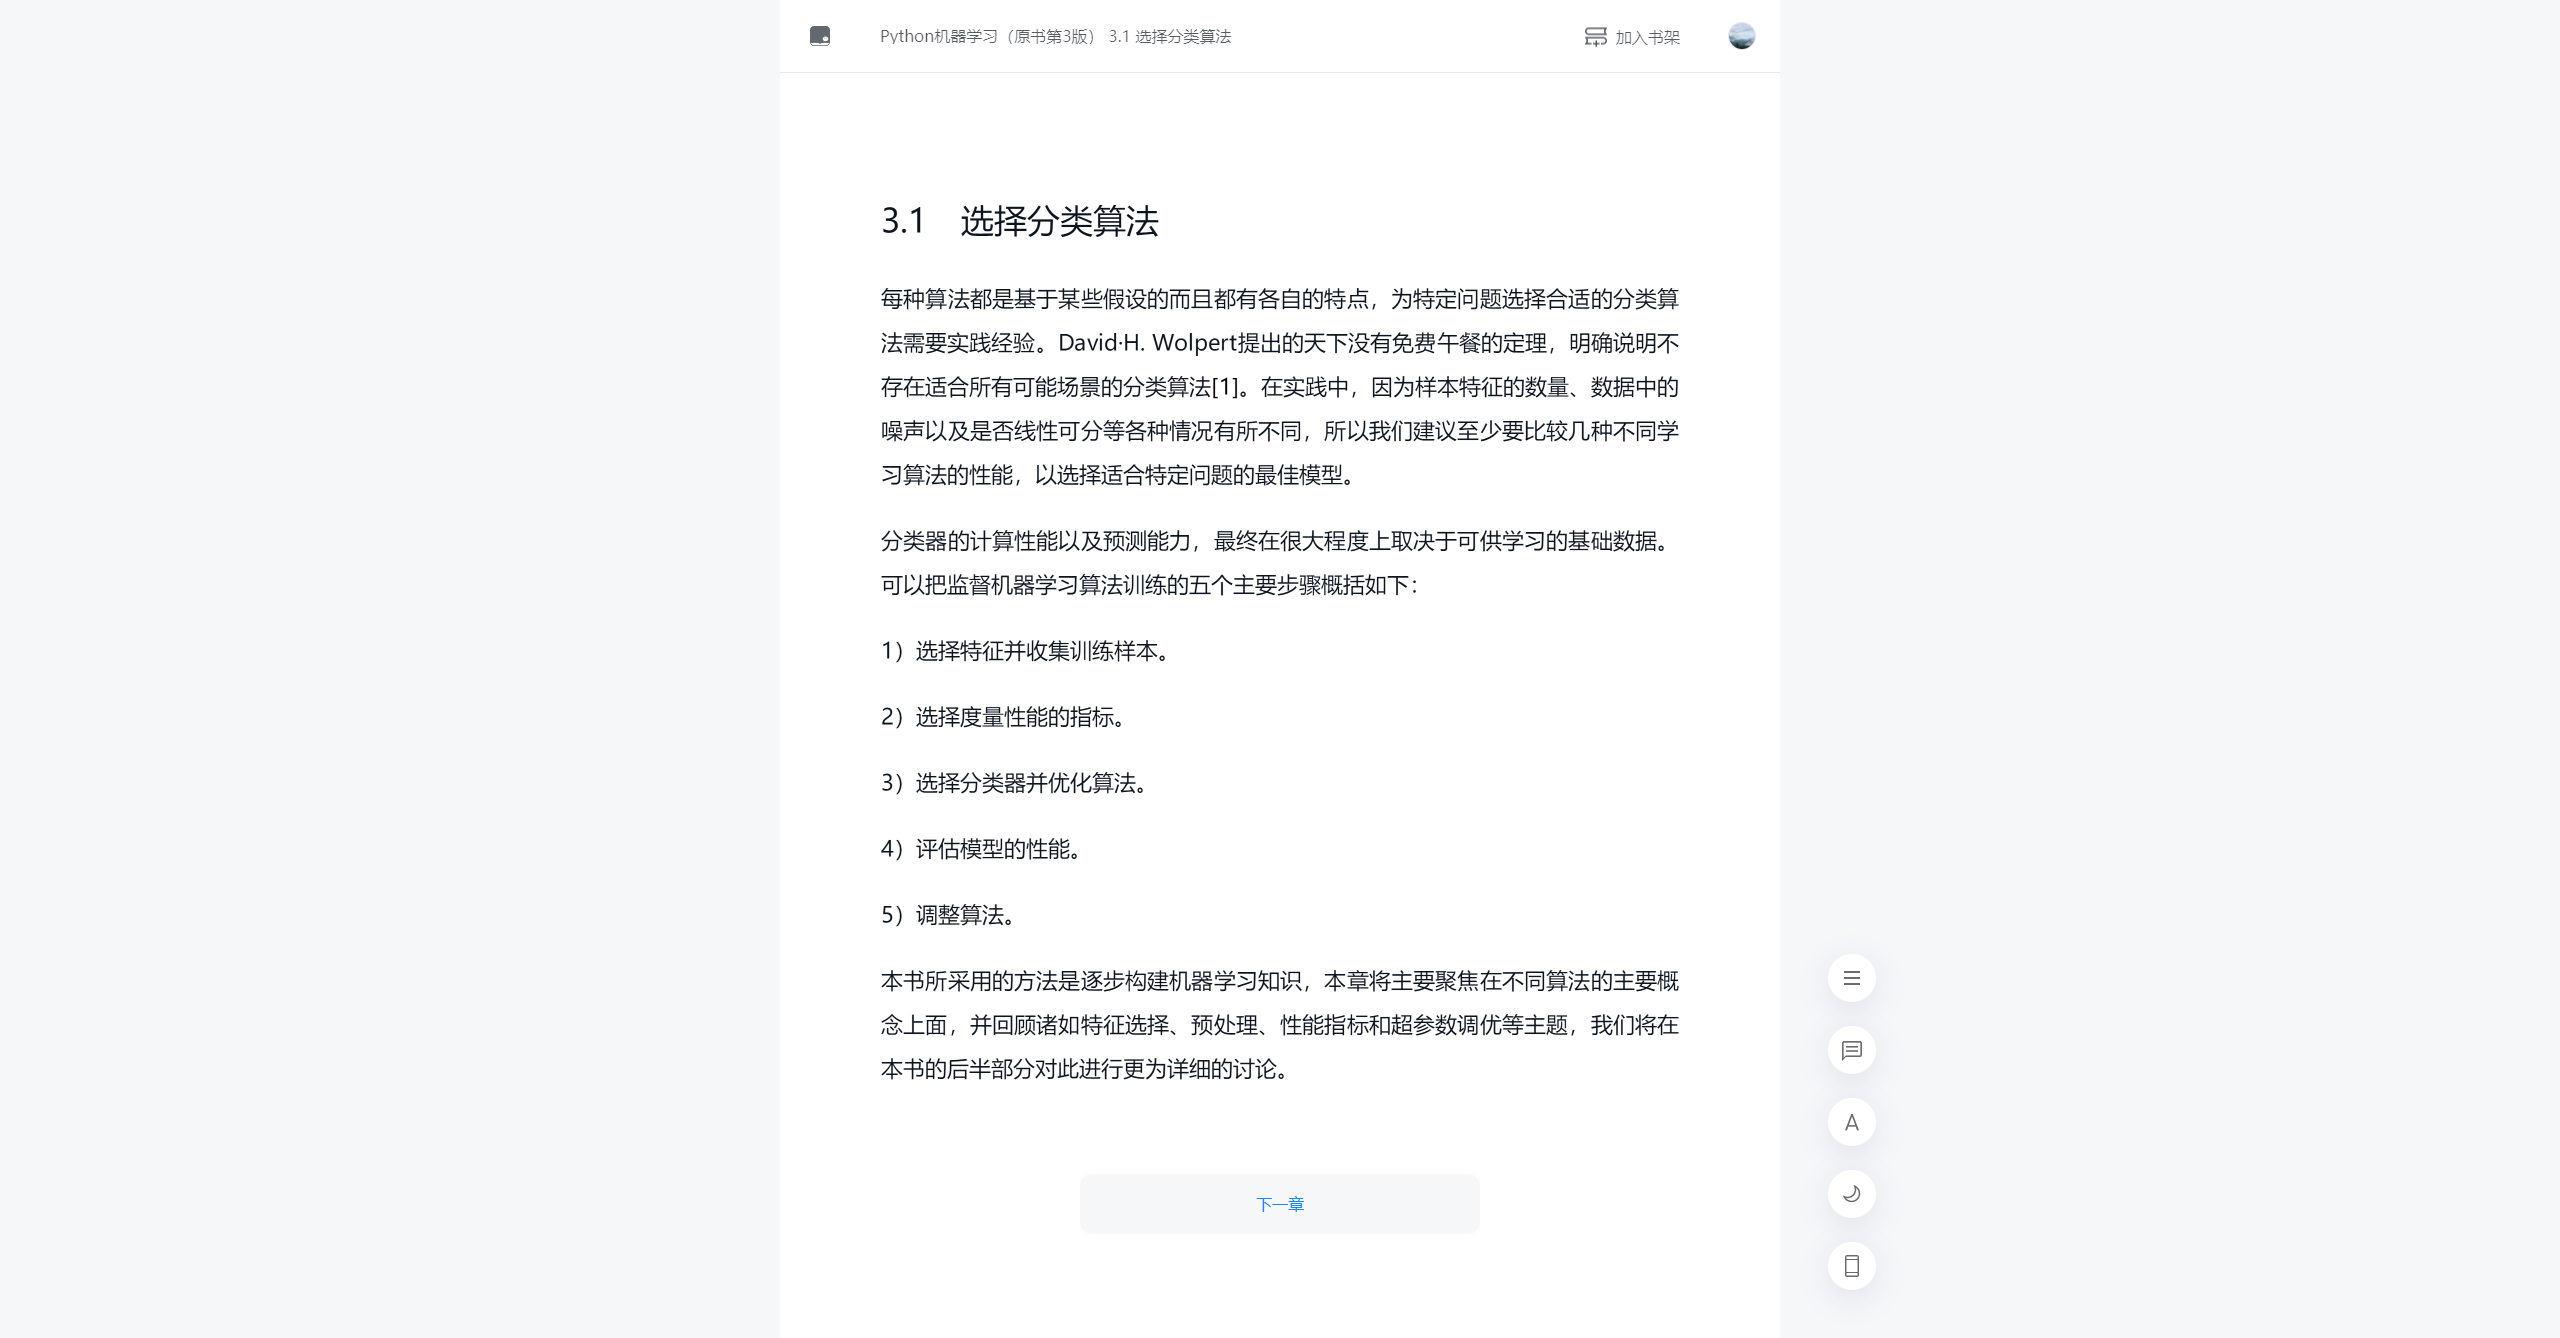 Python机器学习（原书第3版） 3.1 选择分类算法
加入书架
3.1 选择分类算法
每种算法都是基于某些假设的而且都有各自的特点，为特定问题选择合适的分类算
法需要实践经验。David·H. Wolpert提出的天下没有免费午餐的定理，明确说明不
存在适合所有可能场景的分类算法[1]。在实践中，因为样本特征的数量、数据中的
噪声以及是否线性可分等各种情况有所不同，所以我们建议至少要比较几种不同学
习算法的性能，以选择适合特定问题的最佳模型。
分类器的计算性能以及预测能力，最终在很大程度上取决于可供学习的基础数据。
可以把监督机器学习算法训练的五个主要步骤概括如下：
1）选择特征并收集训练样本。
2）选择度量性能的指标。
3）选择分类器并优化算法。
4）评估模型的性能。
5）调整算法。
本书所采用的方法是逐步构建机器学习知识，本章将主要聚焦在不同算法的主要概
念上面，并回顾诸如特征选择、预处理、性能指标和超参数调优等主题，我们将在
本书的后半部分对此进行更为详细的讨论。
下一章
A